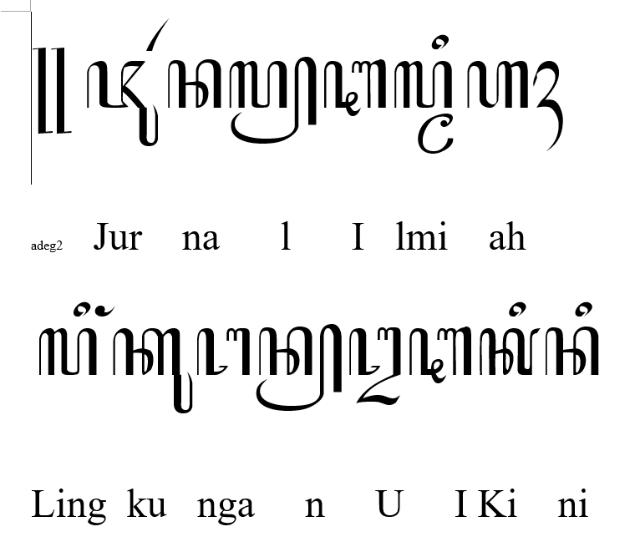 ꧋ꦗꦸꦂꦤꦭ꧀ꦆꦭ꧀ꦩꦶꦲꦃ
adeg2 Jur na l I lmi ah
ꦭꦶꦁꦏꦸꦔꦤ꧀ꦈꦆꦏꦶꦤꦶ
Ling ku nga n U I Ki ni